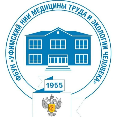 ФБУН «УФИМСКИЙ НИИ МЕДИЦИНЫ ТРУДА И ЭКОЛОГИИ ЧЕЛОВЕКА»
1955